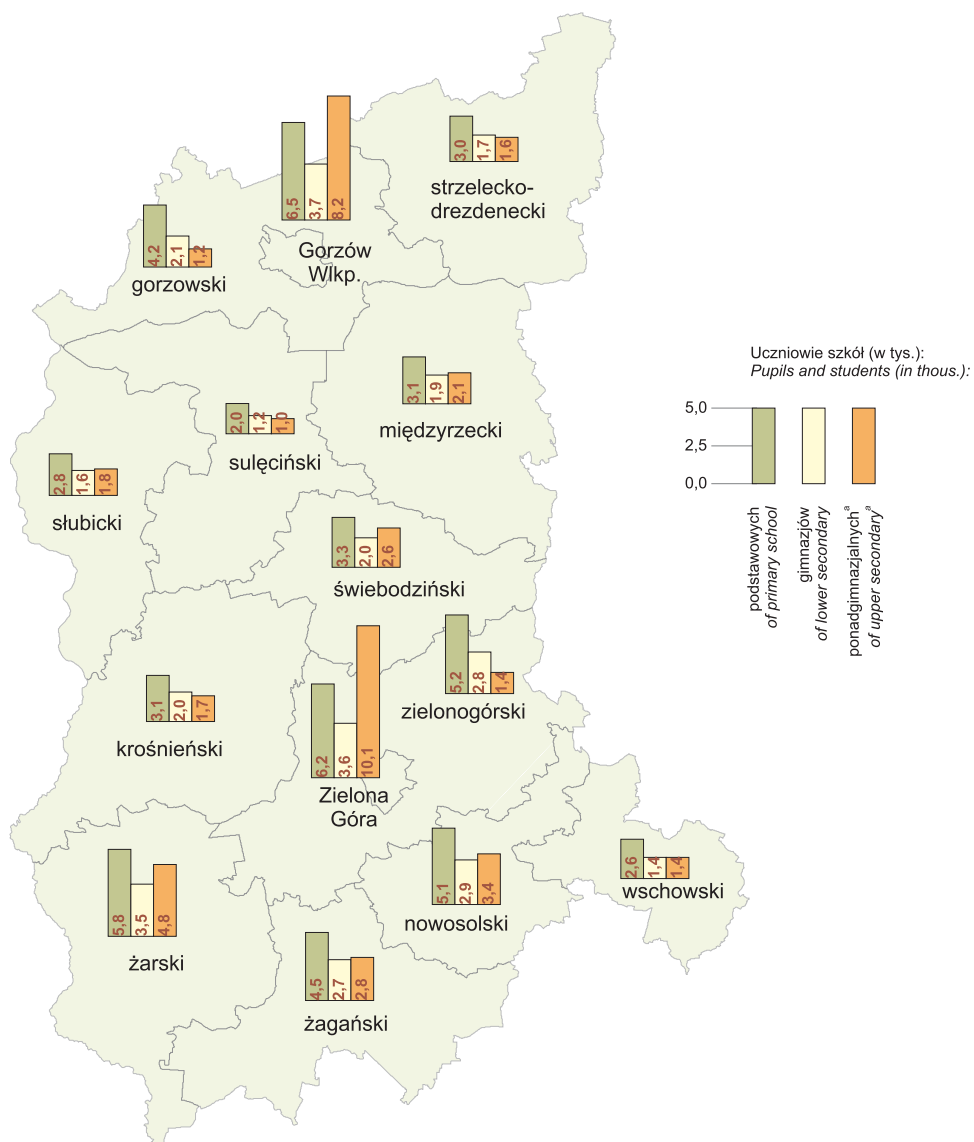 3,0
1,7
1,6
strzelecko-
drezdenecki
6,5
3,7
8,2
Gorzów
Wlkp.
4,2
2,1
1,2
gorzowski
Uczniowie szkół (w tys.):
Pupils and students (in thous.):
5,0
2,5
0,0
podstawowych
of primary school
gimnazjów
of lower secondary
ponadgimnazjalnychª
of upper secondaryª
3,1
1,9
2,1
międzyrzecki
2,0
1,2
1,0
sulęciński
2,8
1,6
1,8
słubicki
3,3
2,0
2,6
świebodziński
5,2
2,8
1,4
zielonogórski
3,1
2,0
1,7
krośnieński
6,2
3,6
10,1
Zielona
Góra
2,6
1,4
1,4
wschowski
5,1
2,9
3,4
nowosolski
5,8
3,5
4,8
żarski
4,5
2,7
2,8
żagański